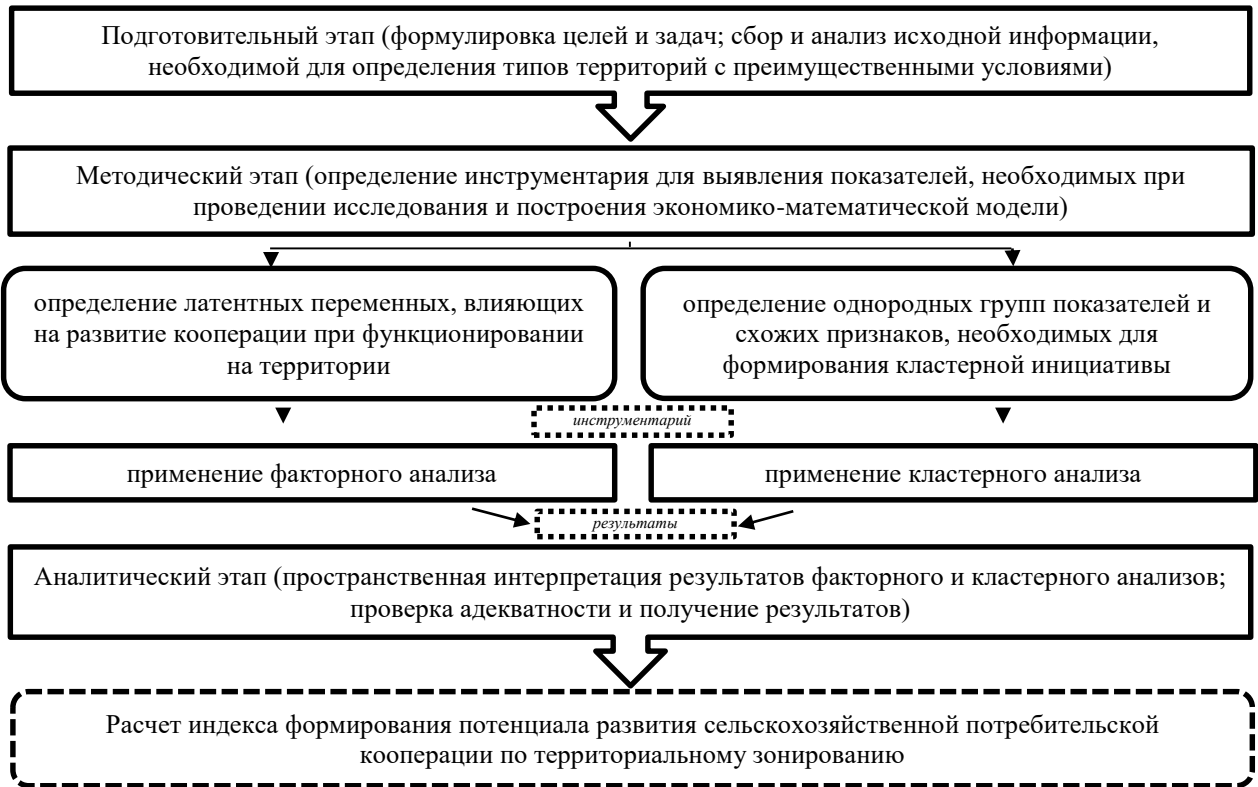 Подготовительный этап (формулировка целей и задач; сбор и анализ исходной информации,
необходимой для определения типов территорий с преимущественными условиями)
Методический этап (определение инструментария для выявления показателей, необходимых при
проведении исследования и построения экономико-математической модели)
определение латентных переменных, влияющих
на развитие кооперации при функционировании
на территории
определение однородных групп показателей и
схожих признаков, необходимых для
формирования кластерной инициативы
инструментарий
применение факторного анализа
применение кластерного анализа
результаты
Аналитический этап (пространственная интерпретация результатов факторного и кластерного анализов;
проверка адекватности и получение результатов)
Расчет индекса формирования потенциала развития сельскохозяйственной потребительской
кооперации по территориальному зонированию